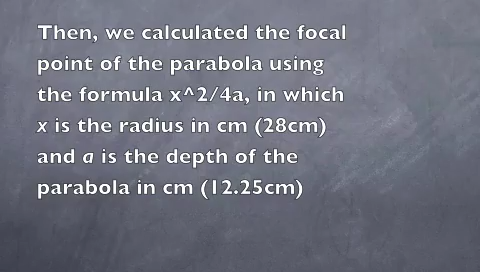 Then, we calculated the focal
point of the parabola using
the formula x^2/4a, in which
x is the radius in cm (28cm)
and a is the depth of the
parabola in cm (12.25cm)